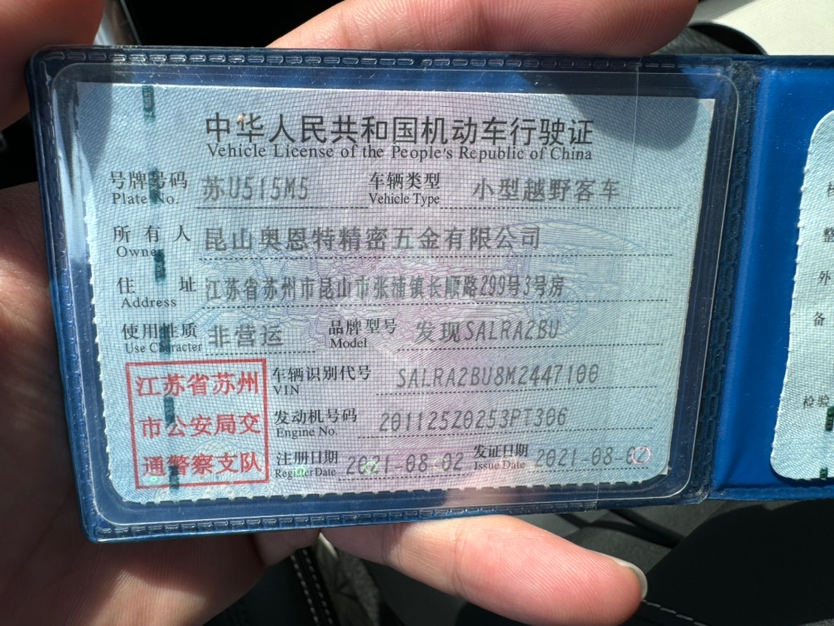 中华人民共和国机动车行驶证
Vehicle License of the People's Republic of China
号牌号码 苏U515M5 车辆类型 小型越野客车
Plate No. Vehicle Type
所有人 昆山奥恩特精密五金有限公司
Owner
住址 江苏省苏州市昆山市张浦镇长顺路299号3号房
Address
使用性质 非营运 品牌型号 发现SALRA2BU
Use Character Model
江苏省苏州
市公安局交
通警察支队
车辆识别代号 SALRA2BU8M2447100
VIN
发动机号码 201125Z0253PT306
Engine No.
注册日期 2021-08-02 发证日期 2021-08-02
Register Date Issue Date
整
外
备
检验